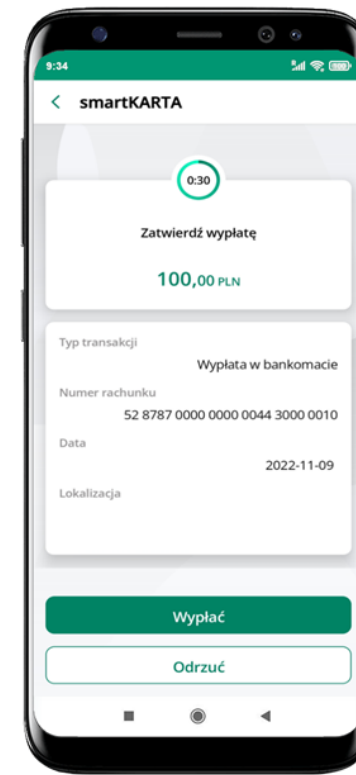 9:34
smartKARTA
0:30
Zatwierdź wypłatę
100,00 PLN
Typ transakcji
Wypłata w bankomacie
Numer rachunku
52 8787 0000 0000 0044 3000 0010
Data
2022-11-09
Lokalizacja
Wypłać
Odrzuć